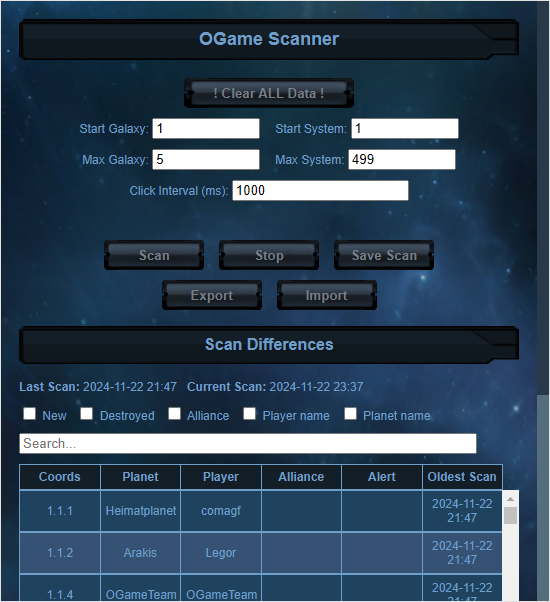 OGame Scanner
! Clear ALL Data !
Start Galaxy: 1 Start System: 1
Max Galaxy: 5 Max System: 499
Click Interval (ms): 1000
Scan Stop Save Scan
Export Import
Scan Differences
Last Scan: 2024-11-22 21:47 Current Scan: 2024-11-22 23:37
New Destroyed Alliance Player name Planet name
Search...
Coords Planet Player Alliance Alert Oldest Scan
1.1.1 Heimatplanet comagf 2024-11-22
21:47
1.1.2 Arakis Legor 2024-11-22
21:47
1.1.4 OGameTeam OGameTeam 2024-11-22
21:47